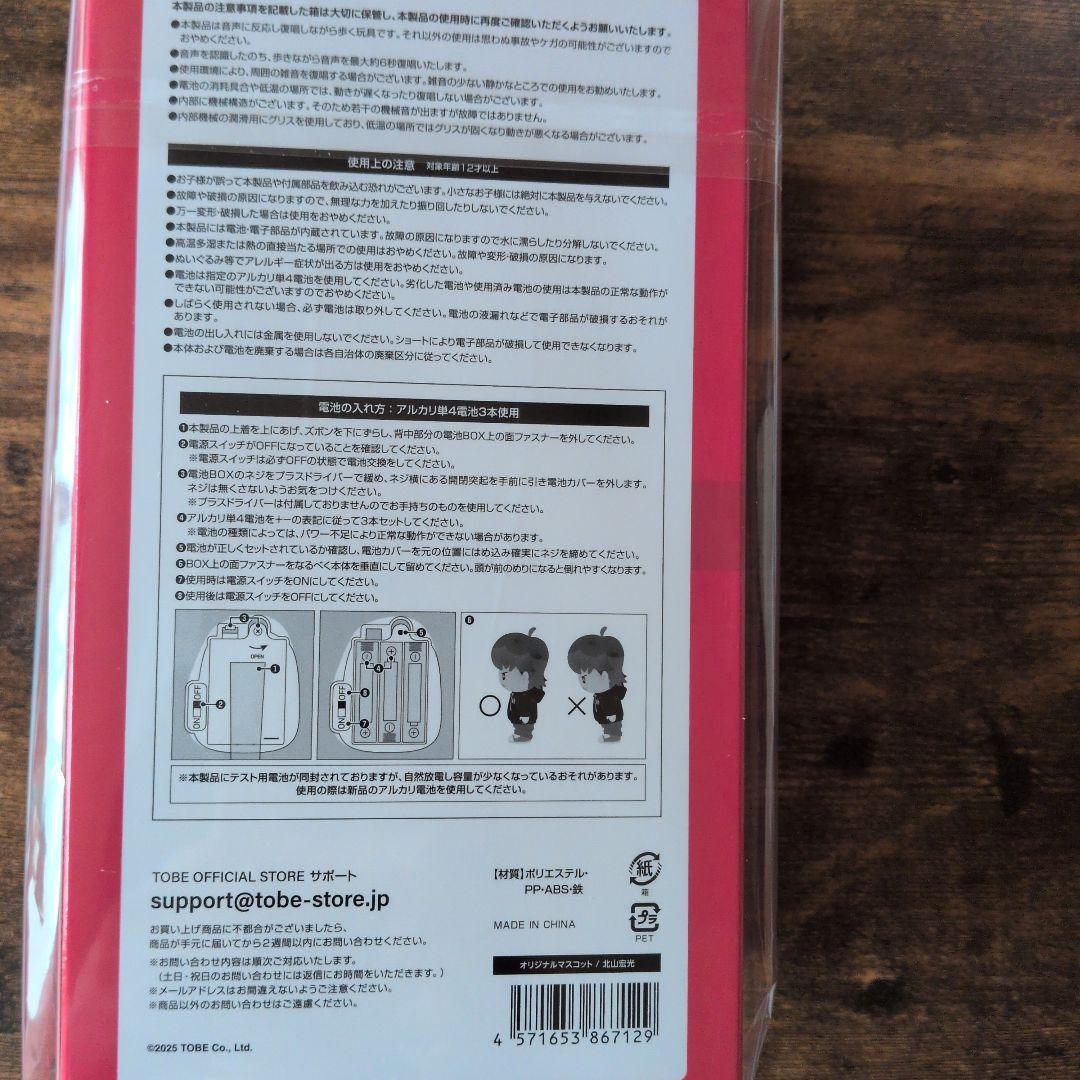 本製品の注意事項を記載した箱は大切に保管し、本製品の使用時に再度ご確認いただくようお願いいたします。
●本製品は音声に反応し復唱しながら歩く玩具です。それ以外の使用は思わぬ事故やケガの可能性がございますので
おやめください。
●音声を認識したのち、歩きながら音声を最大約6秒復唱いたします。
●使用環境により、周囲の雑音を復唱する場合がございます。雑音の少ない静かなところでの使用をお勧めいたします。
●電池の消耗具合や低温の場所では、動きが遅くなったり復唱しない場合がございます。
●内部に機械構造がございます。そのため若干の機械音が出ますが故障ではありません。
●内部機械の潤滑用にグリスを使用しており、低温の場所ではグリスが固くなり動きが悪くなる場合がございます。
使用上の注意 対象年齢12才以上
●お子様が誤って本製品や付属部品を飲み込む恐れがございます。小さなお子様には絶対に本製品を与えないでください。
●故障や破損の原因になりますので、無理な力を加えたり振り回したりしないでください。
●万一変形・破損した場合は使用をおやめください。
●本製品には電池・電子部品が内蔵されています。故障の原因になりますので水に濡らしたり分解しないでください。
●高温多湿または熱の直接当たる場所での使用はおやめください。故障や変形・破損の原因になります。
●ぬいぐるみ等でアレルギー症状が出る方は使用をおやめください。
●電池は指定のアルカリ単4電池を使用してください。劣化した電池や使用済み電池の使用は本製品の正常な動作が
できない可能性がございますのでおやめください。
●しばらく使用されない場合、必ず電池は取り外してください。電池の液漏れなどで電子部品が破損するおそれが
あります。
●電池の出し入れには金属を使用しないでください。ショートにより電子部品が破損して使用できなくなります。
●本体および電池を廃棄する場合は各自治体の廃棄区分に従ってください。
電池の入れ方：アルカリ単4電池3本使用
❶本製品の上着を上にあげ、ズボンを下にずらし、背中部分の電池BOX上の面ファスナーを外してください。
❷電源スイッチがOFFになっていることを確認してください。
※電源スイッチは必ずOFFの状態で電池交換をしてください。
❸電池BOXのネジをプラスドライバーで緩め、ネジ横にある開閉突起を手前に引き電池カバーを外します。
ネジは無くさないようお気をつけください。
※プラスドライバーは付属しておりませんのでお手持ちのものを使用してください。
❹アルカリ単4電池を＋－の表記に従って3本セットしてください。
※電池の種類によっては、パワー不足により正常な動作ができない場合があります。
❺電池が正しくセットされているか確認し、電池カバーを元の位置にはめ込み確実にネジを締めてください。
❻BOX上の面ファスナーをなるべく本体を垂直にして留めてください。頭が前のめりになると倒れやすくなります。
❼使用時は電源スイッチをONにしてください。
❽使用後は電源スイッチをOFFにしてください。
❸
OPEN
❶
ON OFF
❷
❺
❹
❽
ON OFF
❼
❻
○
×
※本製品にテスト用電池が同封されておりますが、自然放電し容量が少なくなっているおそれがあります。
使用の際は新品のアルカリ電池を使用してください。
TOBE OFFICIAL STORE サポート
support@tobe-store.jp
お買い上げ商品に不都合がございましたら、
商品が手元に届いてから2週間以内にお問い合わせください。
※お問い合わせ内容は順次ご対応いたします。
（土日・祝日のお問い合わせには返信にお時間をいただきます。）
※メールアドレスはお間違えないようご注意ください。
※商品以外のお問い合わせはご遠慮ください。
©2025 TOBE Co., Ltd.
【材質】ポリエステル・
PP・ABS・鉄
MADE IN CHINA
紙
箱
プラ
PET
オリジナルマスコット / 北山宏光
4 571653 867129